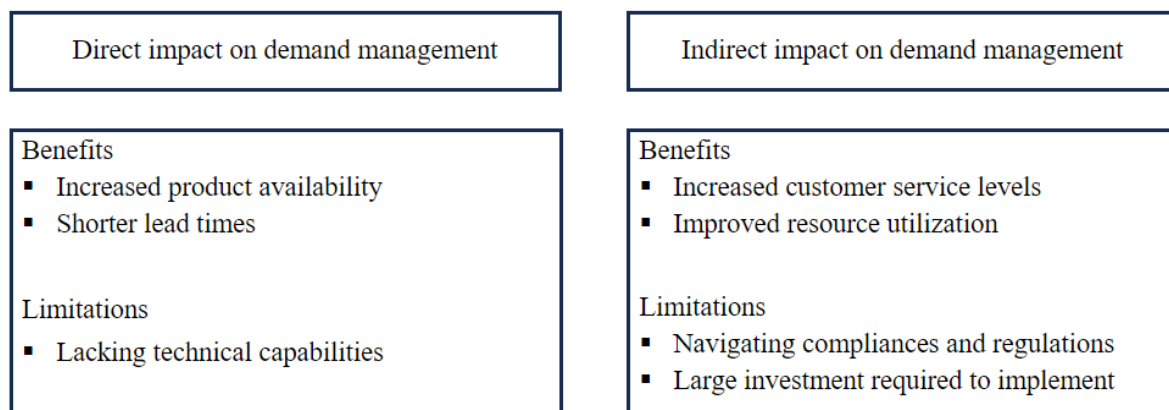 Direct impact on demand management
Indirect impact on demand management
Benefits
▪ Increased product availability
▪ Shorter lead times
Limitations
▪ Lacking technical capabilities
Benefits
▪ Increased customer service levels
▪ Improved resource utilization
Limitations
▪ Navigating compliances and regulations
▪ Large investment required to implement